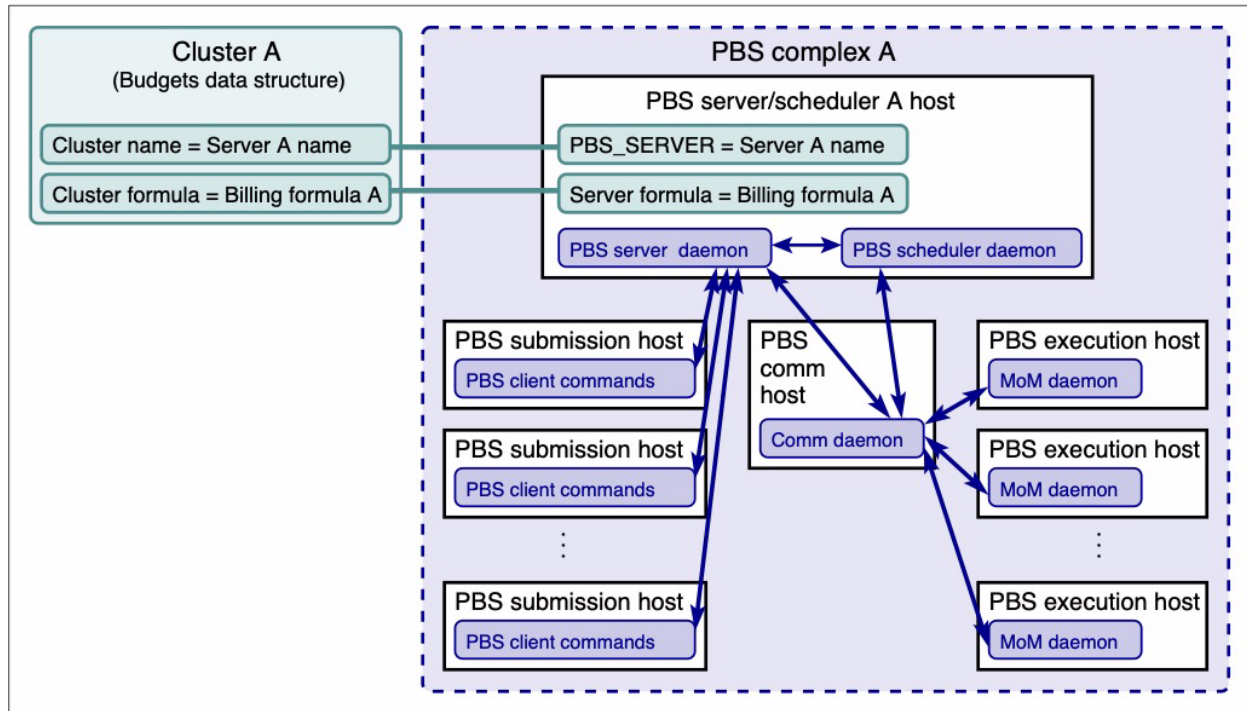 Cluster A
(Budgets data structure)
Cluster name = Server A name
Cluster formula = Billing formula A
PBS complex A
PBS server/scheduler A host
PBS_SERVER = Server A name
Server formula = Billing formula A
PBS server daemon
PBS scheduler daemon
PBS submission host
PBS client commands
PBS submission host
PBS client commands
PBS submission host
PBS client commands
PBS
comm
host
Comm daemon
PBS execution host
MoM daemon
PBS execution host
MoM daemon
PBS execution host
MoM daemon